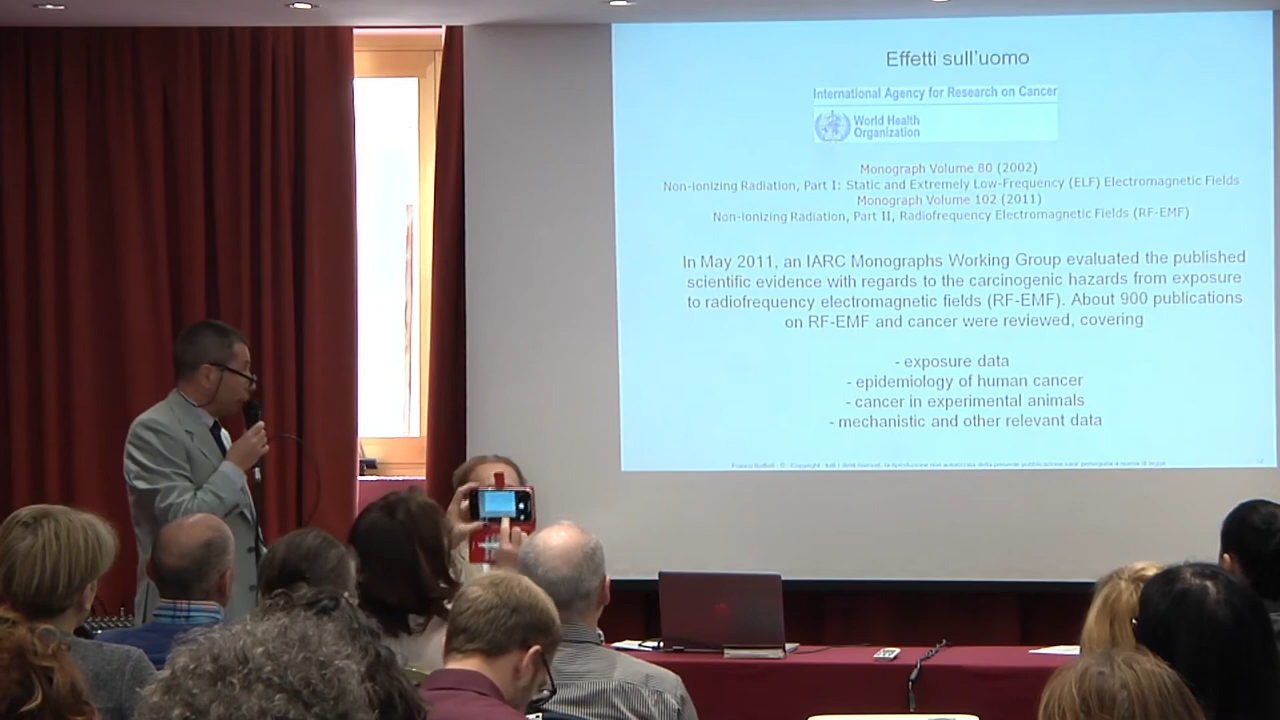 Effetti sull'uomo
International Agency for Research on Cancer
World Health
Organization
Monograph Volume 80 (2002)
Non-ionizing Radiation, Part I: Static and Extremely Low-Frequency (ELF) Electromagnetic Fields
Monograph Volume 102 (2011)
Non-ionizing Radiation, Part II, Radiofrequency Electromagnetic Fields (RF-EMF)
In May 2011, an IARC Monographs Working Group evaluated the published
scientific evidence with regards to the carcinogenic hazards from exposure
to radiofrequency electromagnetic fields (RF-EMF). About 900 publications
on RF-EMF and cancer were reviewed, covering
- exposure data
- epidemiology of human cancer
- cancer in experimental animals
- mechanistic and other relevant data